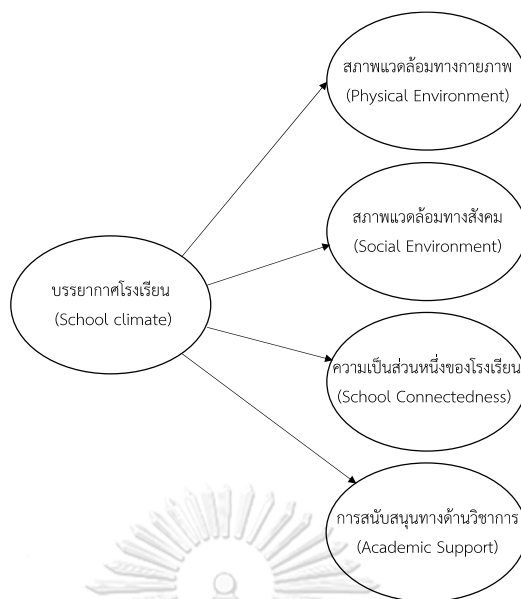 สภาพแวดล้อมทางกายภาพ
(Physical Environment)
สภาพแวดล้อมทางสังคม
(Social Environment)
บรรยากาศโรงเรียน
(School climate)
ความเป็นส่วนหนึ่งของโรงเรียน
(School Connectedness)
การสนับสนุนทางด้านวิชาการ
(Academic Support)